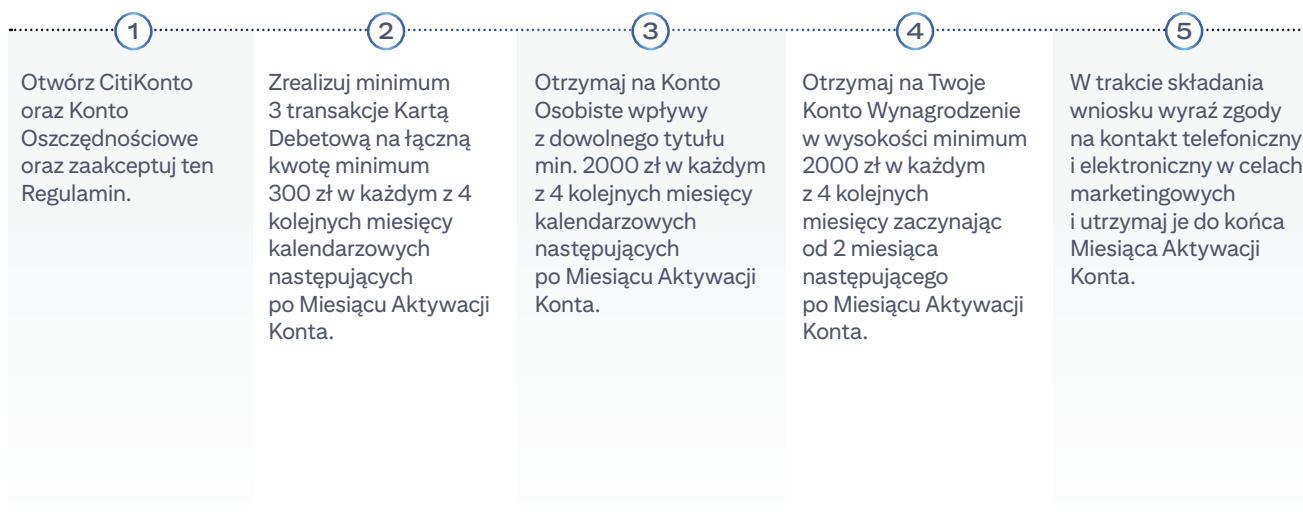 1
Otwórz CitiKonto
oraz Konto
Oszczędnościowe
oraz zaakceptuj ten
Regulamin.
2
Zrealizuj minimum
3 transakcje Kartą
Debetową na łączną
kwotę minimum
300 zł w każdym z 4
kolejnych miesięcy
kalendarzowych
następujących
po Miesiącu Aktywacji
Konta.
3
Otrzymaj na Konto
Osobiste wpływy
z dowolnego tytułu
min. 2000 zł w każdym
z 4 kolejnych miesięcy
kalendarzowych
następujących
po Miesiącu Aktywacji
Konta.
4
Otrzymaj na Twoje
Konto Wynagrodzenie
w wysokości minimum
2000 zł w każdym
z 4 kolejnych
miesięcy zaczynając
od 2 miesiąca
następującego
po Miesiącu Aktywacji
Konta.
5
W trakcie składania
wniosku wyraź zgody
na kontakt telefoniczny
i elektroniczny w celach
marketingowych
i utrzymaj je do końca
Miesiąca Aktywacji
Konta.